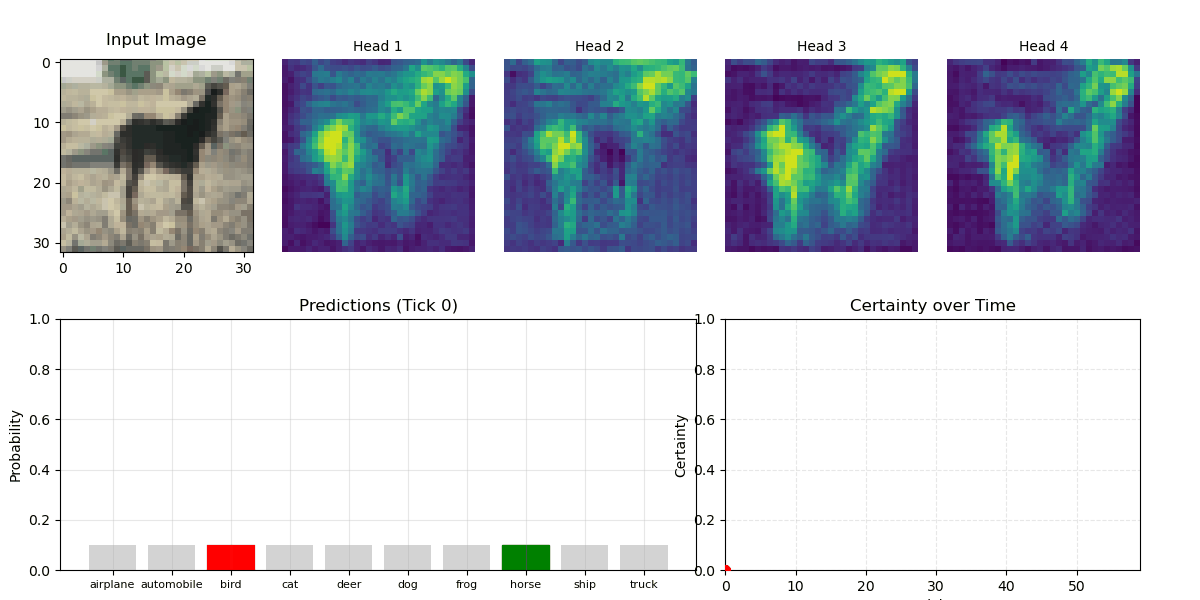 Input Image
Head 1
Head 2
Head 3
Head 4
0
10
20
30
0
10
20
30
Predictions (Tick 0)
Probability
1.0
0.8
0.6
0.4
0.2
0.0
airplane
automobile
bird
cat
deer
dog
frog
horse
ship
truck
Certainty over Time
Certainty
1.0
0.8
0.6
0.4
0.2
0.0
0
10
20
30
40
50